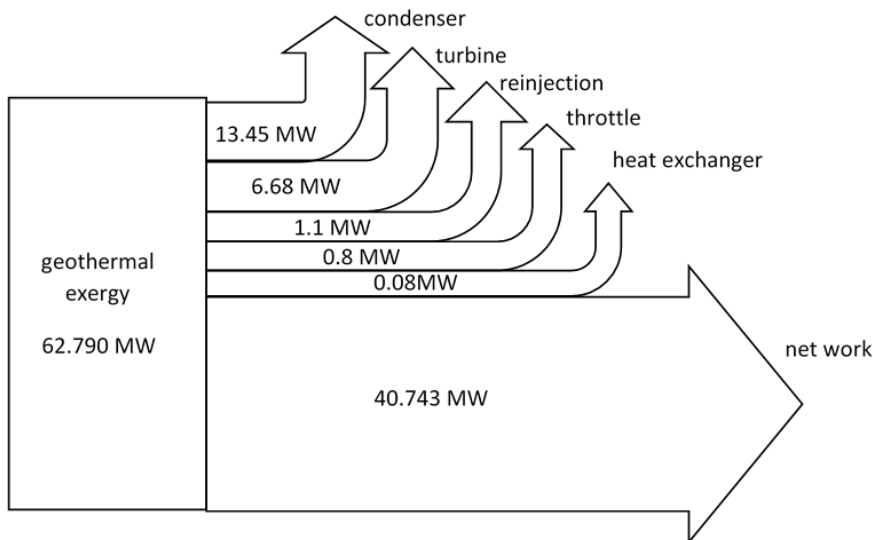 condenser
turbine
reinjection
throttle
heat exchanger
13.45 MW
6.68 MW
1.1 MW
0.8 MW
0.08MW
geothermal
exergy
62.790 MW
net work
40.743 MW